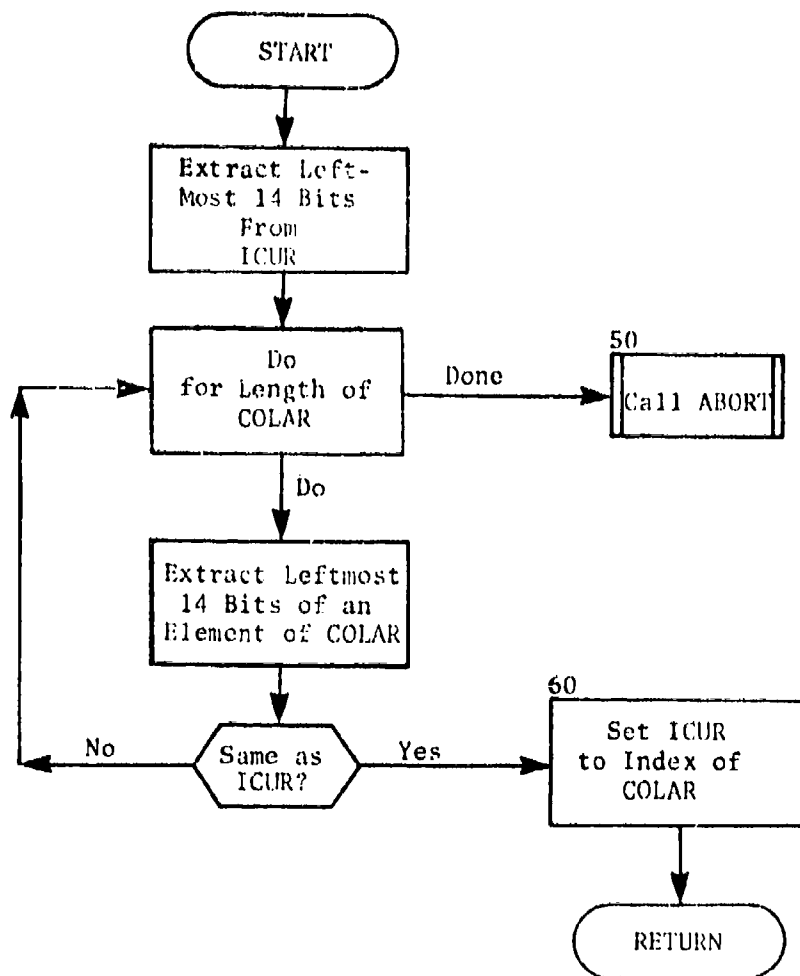 START
Extract Left-
Most 14 Bits
From
ICUR
Do
for Length of
COLAR
Done
50
Call ABORT
Do
Extract Leftmost
14 Bits of an
Element of COLAR
Same as
ICUR?
No
Yes
60
Set ICUR
to Index of
COLAR
RETURN